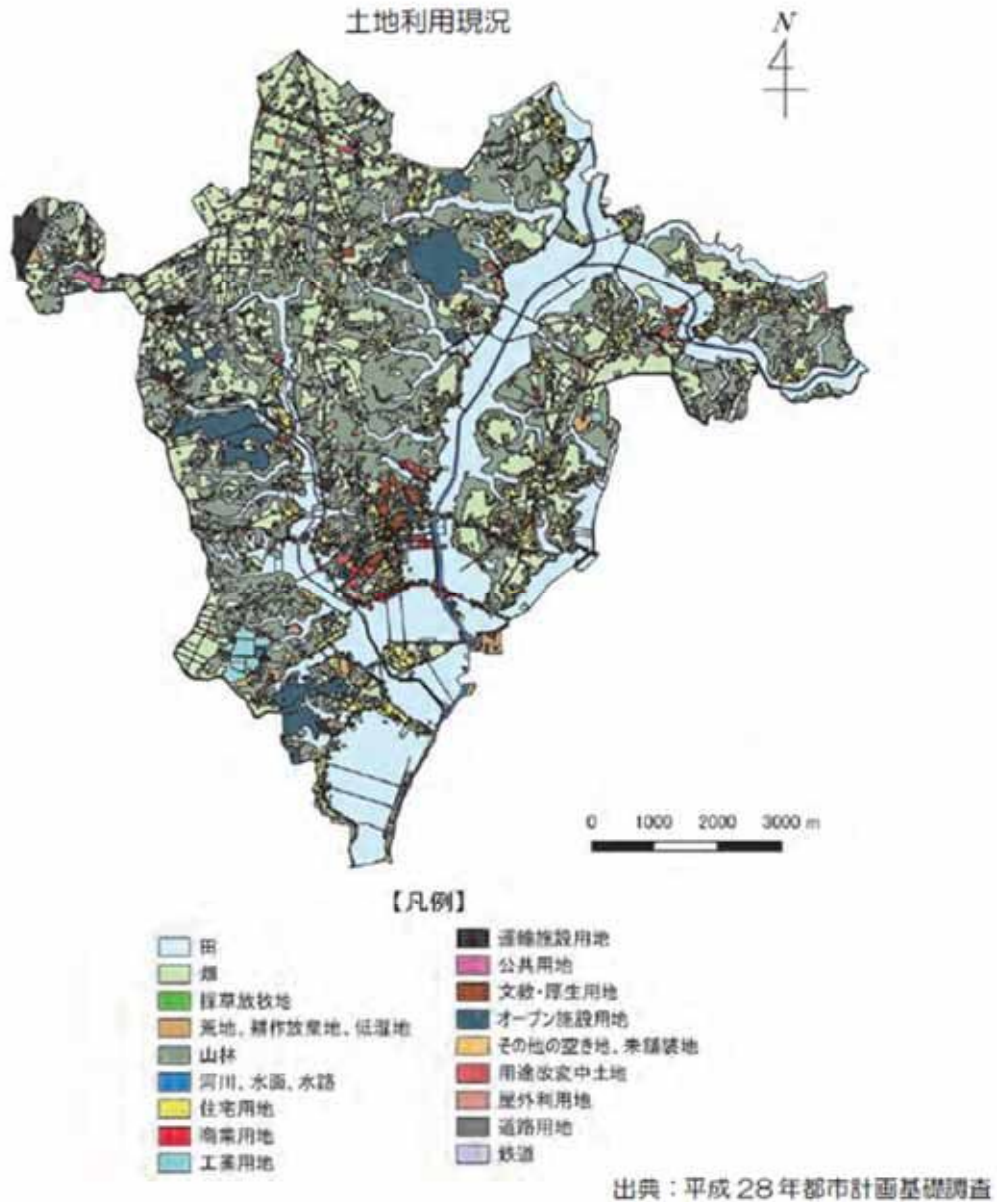 土地利用現況
N
0 1000 2000 3000 m
【凡例】
田
畑
採草放牧地
荒地、耕作放棄地、低湿地
山林
河川、水面、水路
住宅用地
商業用地
工業用地
運輸施設用地
公共用地
文教・厚生用地
オープン施設用地
その他の空き地、未舗装地
用途改変中土地
屋外利用地
道路用地
鉄道
出典：平成28年都市計画基礎調査